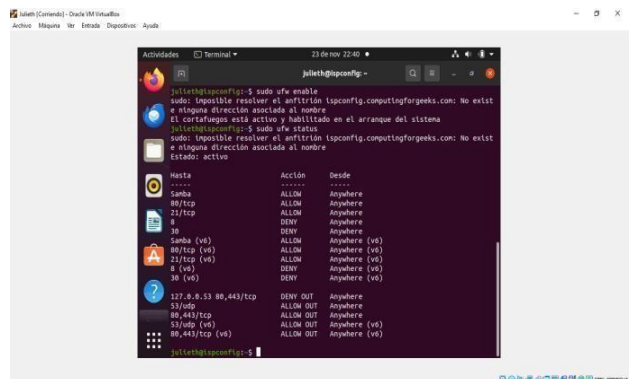 Julieth [Corriendo] - Oracle VM VirtualBox
Archivo Máquina Ver Entrada Dispositivos Ayuda
Actividades Terminal 23 de nov 22:40
julieth@ispconfig: ~
julieth@ispconfig:~$ sudo ufw enable
sudo: imposible resolver el anfitrión ispconfig.computingforgeeks.com: No exist
e ninguna dirección asociada al nombre
El cortafuegos está activo y habilitado en el arranque del sistema
julieth@ispconfig:~$ sudo ufw status
sudo: imposible resolver el anfitrión ispconfig.computingforgeeks.com: No exist
e ninguna dirección asociada al nombre
Estado: activo
Hasta Acción Desde
----- ------ -----
Samba ALLOW Anywhere
80/tcp ALLOW Anywhere
21/tcp ALLOW Anywhere
8 DENY Anywhere
30 DENY Anywhere
Samba (v6) ALLOW Anywhere (v6)
80/tcp (v6) ALLOW Anywhere (v6)
21/tcp (v6) ALLOW Anywhere (v6)
8 (v6) DENY Anywhere (v6)
30 (v6) DENY Anywhere (v6)
127.0.0.53 80,443/tcp DENY OUT Anywhere
53/udp ALLOW OUT Anywhere
80,443/tcp ALLOW OUT Anywhere
53/udp (v6) ALLOW OUT Anywhere (v6)
80,443/tcp (v6) ALLOW OUT Anywhere (v6)
julieth@ispconfig:~$